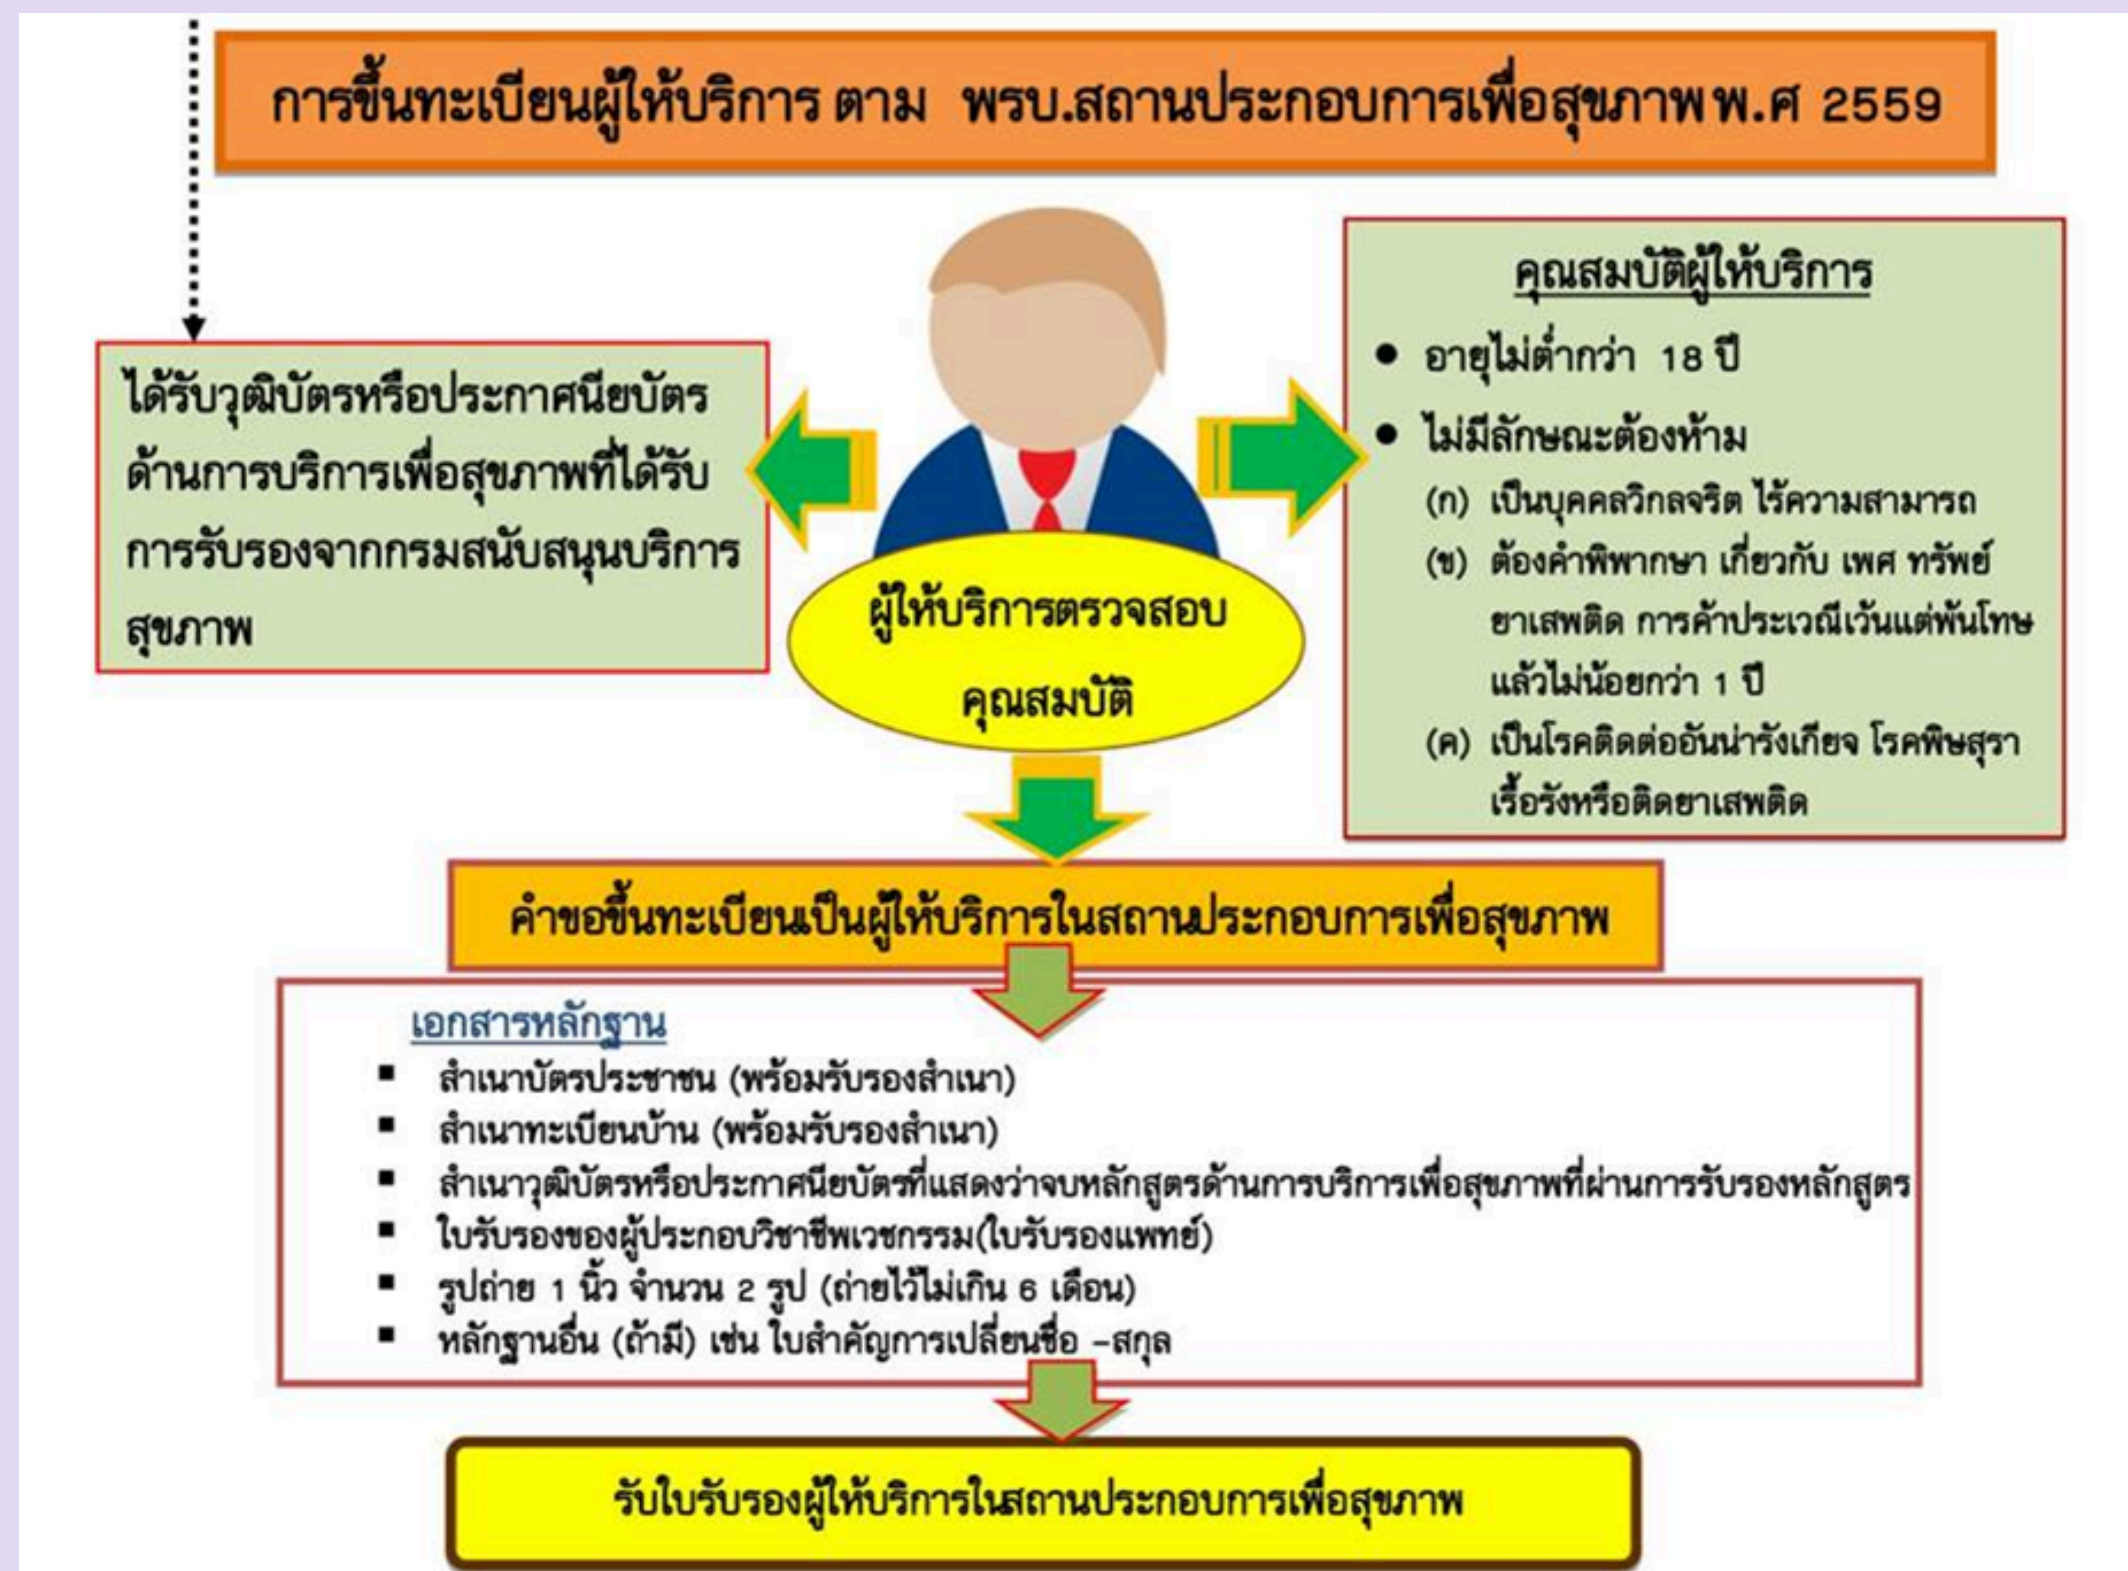 การขึ้นทะเบียนผู้ให้บริการ ตาม พรบ.สถานประกอบการเพื่อสุขภาพพ.ศ 2559
ได้รับวุฒิบัตรหรือประกาศนียบัตร
ด้านการบริการเพื่อสุขภาพที่ได้รับ
การรับรองจากกรมสนับสนุนบริการ
สุขภาพ
ผู้ให้บริการตรวจสอบ
คุณสมบัติ
คุณสมบัติผู้ให้บริการ
● อายุไม่ต่ำกว่า 18 ปี
● ไม่มีลักษณะต้องห้าม
(ก) เป็นบุคคลวิกลจริต ไร้ความสามารถ
(ข) ต้องคำพิพากษา เกี่ยวกับ เพศ ทรัพย์
ยาเสพติด การค้าประเวณีเว้นแต่พ้นโทษ
แล้วไม่น้อยกว่า 1 ปี
(ค) เป็นโรคติดต่ออันน่ารังเกียจ โรคพิษสุรา
เรื้อรังหรือติดยาเสพติด
คำขอขึ้นทะเบียนเป็นผู้ให้บริการในสถานประกอบการเพื่อสุขภาพ
เอกสารหลักฐาน
▪ สำเนาบัตรประชาชน (พร้อมรับรองสำเนา)
▪ สำเนาทะเบียนบ้าน (พร้อมรับรองสำเนา)
▪ สำเนาวุฒิบัตรหรือประกาศนียบัตรที่แสดงว่าจบหลักสูตรด้านการบริการเพื่อสุขภาพที่ผ่านการรับรองหลักสูตร
▪ ใบรับรองของผู้ประกอบวิชาชีพเวชกรรม(ใบรับรองแพทย์)
▪ รูปถ่าย 1 นิ้ว จำนวน 2 รูป (ถ่ายไว้ไม่เกิน 6 เดือน)
▪ หลักฐานอื่น (ถ้ามี) เช่น ใบสำคัญการเปลี่ยนชื่อ –สกุล
รับใบรับรองผู้ให้บริการในสถานประกอบการเพื่อสุขภาพ